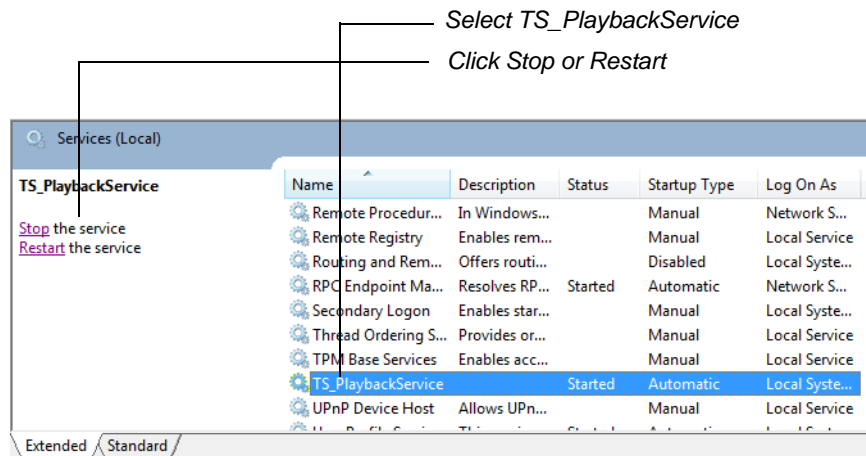 Select TS_PlaybackService
Click Stop or Restart
Services (Local)
TS_PlaybackService
Stop the service
Restart the service
Name Description Status Startup Type Log On As
Remote Procedur... In Windows... Manual Network S...
Remote Registry Enables rem... Manual Local Service
Routing and Rem... Offers routi... Disabled Local Syste...
RPC Endpoint Ma... Resolves RP... Started Automatic Network S...
Secondary Logon Enables star... Manual Local Syste...
Thread Ordering S... Provides or... Manual Local Service
TPM Base Services Enables acc... Manual Local Service
TS_PlaybackService Started Automatic Local Syste...
UPnP Device Host Allows UPn... Manual Local Service
Extended Standard